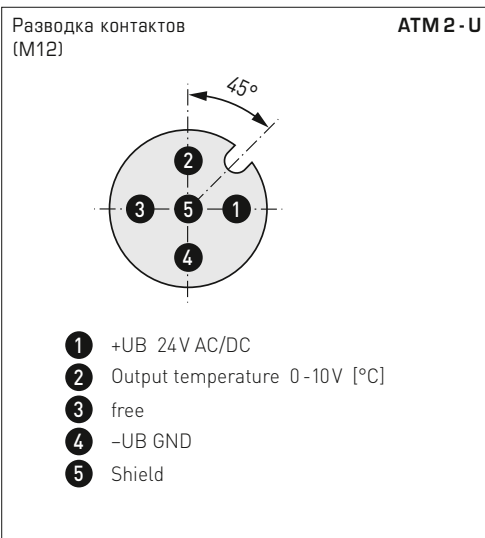 Разводка контактов ATM 2 - U
(M12)
45°
2
3 5 1
4
1 +UB 24V AC/DC
2 Output temperature 0 -10V [°C]
3 free
4 –UB GND
5 Shield